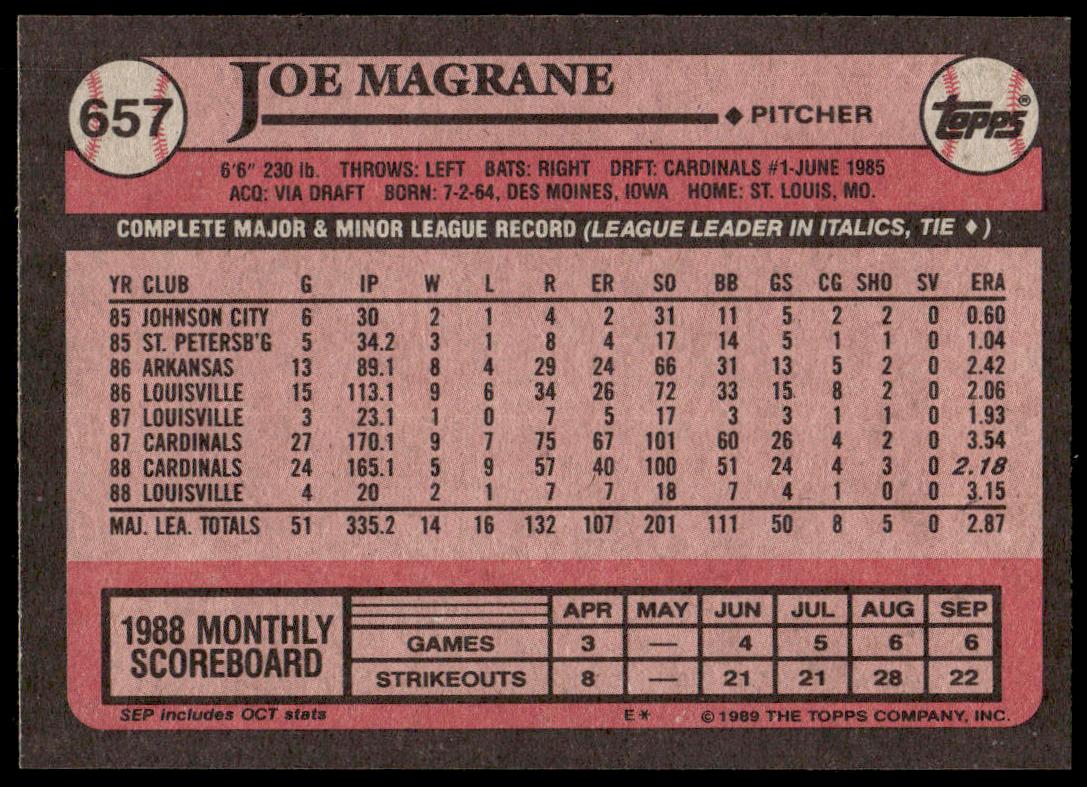 657
JOE MAGRANE
◆ PITCHER
Topps®
6'6" 230 lb. THROWS: LEFT BATS: RIGHT DRFT: CARDINALS #1-JUNE 1985
ACQ: VIA DRAFT BORN: 7-2-64, DES MOINES, IOWA HOME: ST. LOUIS, MO.
COMPLETE MAJOR & MINOR LEAGUE RECORD (LEAGUE LEADER IN ITALICS, TIE ♦)
YR CLUB G IP W L R ER SO BB GS CG SHO SV ERA
85 JOHNSON CITY 6 30 2 1 4 2 31 11 5 2 2 0 0.60
85 ST. PETERSB'G 5 34.2 3 1 8 4 17 14 5 1 1 0 1.04
86 ARKANSAS 13 89.1 8 4 29 24 66 31 13 5 2 0 2.42
86 LOUISVILLE 15 113.1 9 6 34 26 72 33 15 8 2 0 2.06
87 LOUISVILLE 3 23.1 1 0 7 5 17 3 3 1 1 0 1.93
87 CARDINALS 27 170.1 9 7 75 67 101 60 26 4 2 0 3.54
88 CARDINALS 24 165.1 5 9 57 40 100 51 24 4 3 0 2.18
88 LOUISVILLE 4 20 2 1 7 7 18 7 4 1 0 0 3.15
MAJ. LEA. TOTALS 51 335.2 14 16 132 107 201 111 50 8 5 0 2.87
1988 MONTHLY
SCOREBOARD
APR MAY JUN JUL AUG SEP
GAMES 3 — 4 5 6 6
STRIKEOUTS 8 — 21 21 28 22
SEP includes OCT stats E* © 1989 THE TOPPS COMPANY, INC.